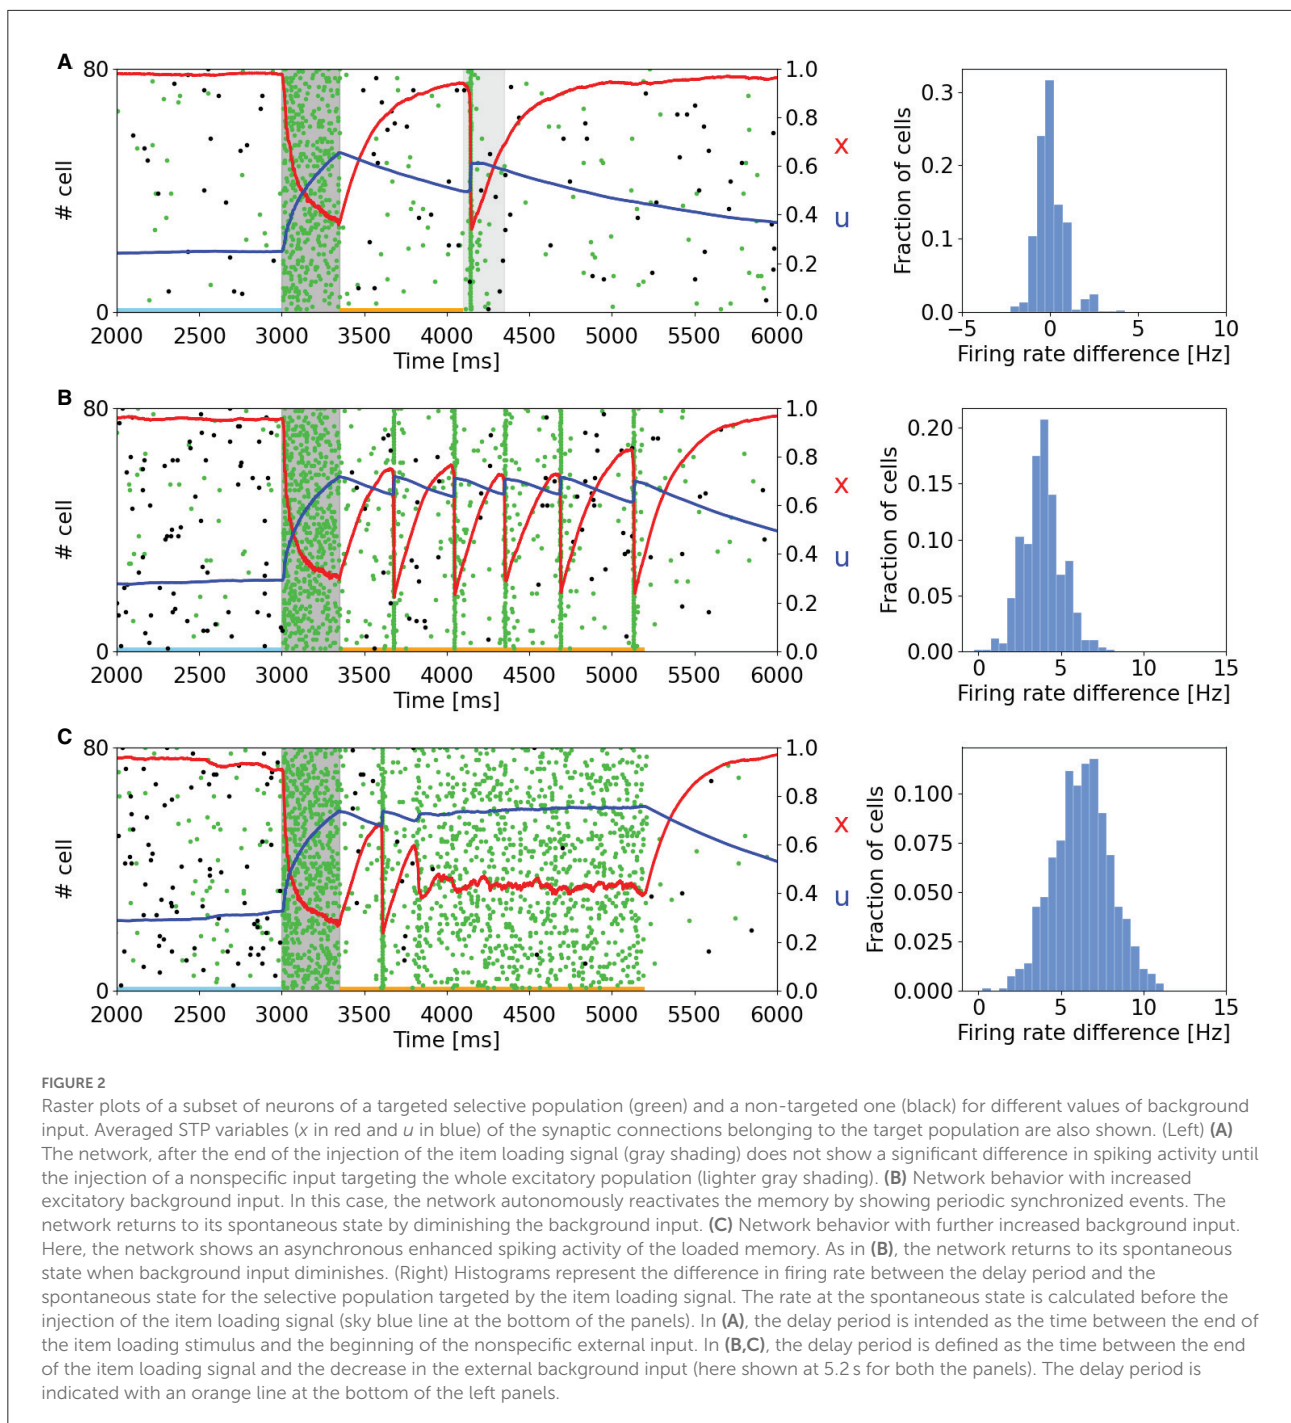 A
80
0
# cell
2000 2500 3000 3500 4000 4500 5000 5500 6000
Time [ms]
1.0
0.8
0.6
0.4
0.2
0.0
x
u
0.3
0.2
0.1
0.0
Fraction of cells
−5 0 5 10
Firing rate difference [Hz]
B
80
0
# cell
2000 2500 3000 3500 4000 4500 5000 5500 6000
Time [ms]
1.0
0.8
0.6
0.4
0.2
0.0
x
u
0.20
0.15
0.10
0.05
0.00
Fraction of cells
0 5 10 15
Firing rate difference [Hz]
C
80
0
# cell
2000 2500 3000 3500 4000 4500 5000 5500 6000
Time [ms]
1.0
0.8
0.6
0.4
0.2
0.0
x
u
0.100
0.075
0.050
0.025
0.000
Fraction of cells
0 5 10 15
Firing rate difference [Hz]
FIGURE 2
Raster plots of a subset of neurons of a targeted selective population (green) and a non-targeted one (black) for different values of background
input. Averaged STP variables (x in red and u in blue) of the synaptic connections belonging to the target population are also shown. (Left) (A)
The network, after the end of the injection of the item loading signal (gray shading) does not show a significant difference in spiking activity until
the injection of a nonspecific input targeting the whole excitatory population (lighter gray shading). (B) Network behavior with increased
excitatory background input. In this case, the network autonomously reactivates the memory by showing periodic synchronized events. The
network returns to its spontaneous state by diminishing the background input. (C) Network behavior with further increased background input.
Here, the network shows an asynchronous enhanced spiking activity of the loaded memory. As in (B), the network returns to its spontaneous
state when background input diminishes. (Right) Histograms represent the difference in firing rate between the delay period and the
spontaneous state for the selective population targeted by the item loading signal. The rate at the spontaneous state is calculated before the
injection of the item loading signal (sky blue line at the bottom of the panels). In (A), the delay period is intended as the time between the end of
the item loading stimulus and the beginning of the nonspecific external input. In (B,C), the delay period is defined as the time between the end
of the item loading signal and the decrease in the external background input (here shown at 5.2 s for both the panels). The delay period is
indicated with an orange line at the bottom of the left panels.